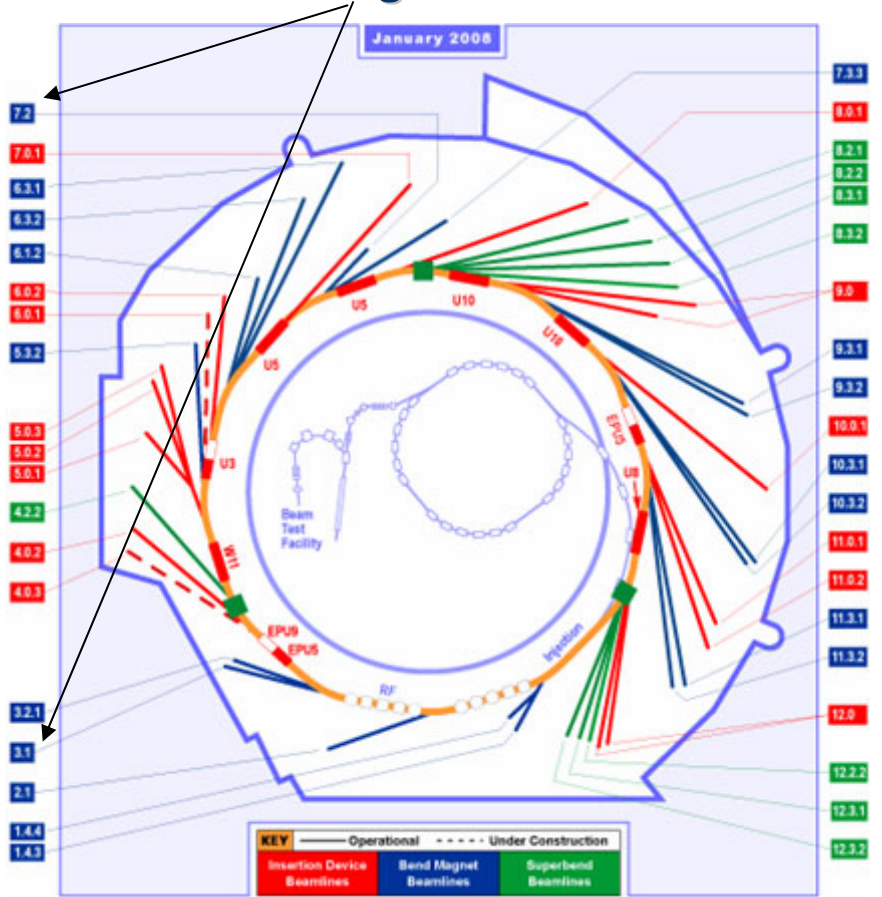 January 2008
7.2
7.0.1
6.3.1
6.3.2
6.1.2
6.0.2
6.0.1
5.3.2
5.0.3
5.0.2
5.0.1
4.2.2
4.0.2
4.0.3
3.2.1
3.1
2.1
1.4.4
1.4.3
7.3.3
8.0.1
8.2.1
8.2.2
8.3.1
8.3.2
9.0
9.3.1
9.3.2
10.0.1
10.3.1
10.3.2
11.0.1
11.0.2
11.3.1
11.3.2
12.0
12.2.2
12.3.1
12.3.2
U5
U10
U5
U10
EPU5
U8
U3
W11
EPU9
EPU5
RF
Injection
Beam
Test
Facility
KEY Operational Under Construction
Insertion Device
Beamlines
Bend Magnet
Beamlines
Superbend
Beamlines